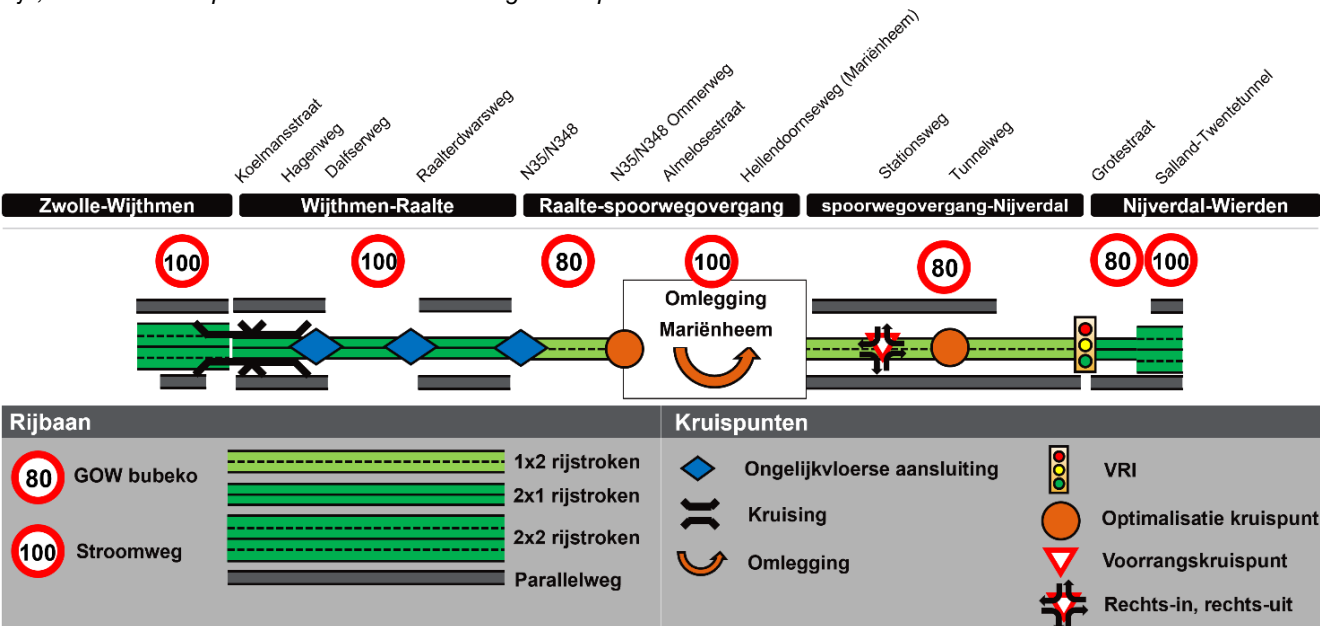 Koelmansstraat
Hagenweg
Dalfserweg
Raalterdwarsweg
N35/N348
N35/N348 Ommerweg
Almelosestraat
Hellendoornseweg (Mariënheem)
Stationsweg
Tunnelweg
Grotestraat
Salland-Twentetunnel
Zwolle-Wijthmen
Wijthmen-Raalte
Raalte-spoorwegovergang
spoorwegovergang-Nijverdal
Nijverdal-Wierden
100
100
80
100
80
80
100
Omlegging
Mariënheem
Rijbaan
80 GOW bubeko
100 Stroomweg
1x2 rijstroken
2x1 rijstroken
2x2 rijstroken
Parallelweg
Kruispunten
Ongelijkvloerse aansluiting
Kruising
Omlegging
VRI
Optimalisatie kruispunt
Voorrangskruispunt
Rechts-in, rechts-uit